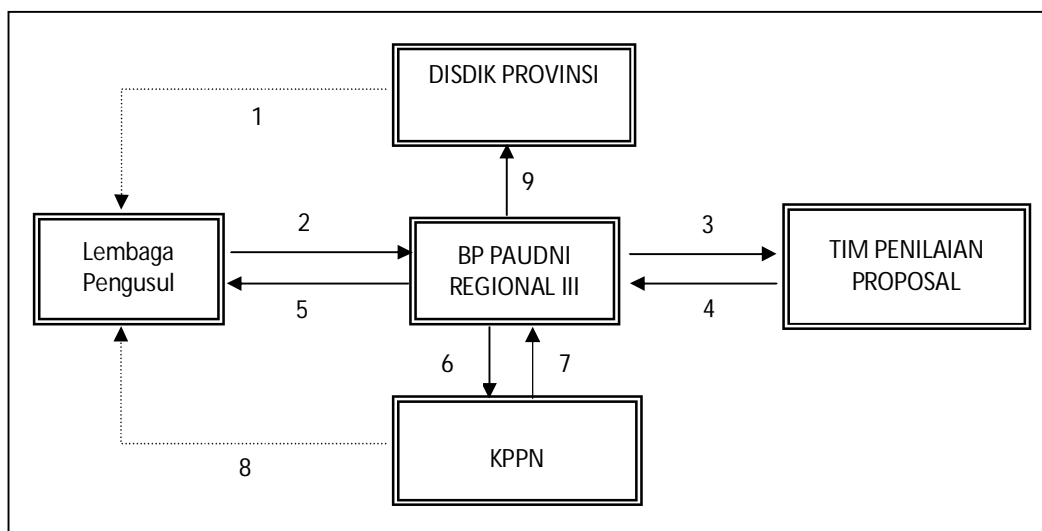 DISDIK PROVINSI
1
9
Lembaga
Pengusul
2
5
BP PAUDNI
REGIONAL III
3
4
TIM PENILAIAN
PROPOSAL
6
7
KPPN
8